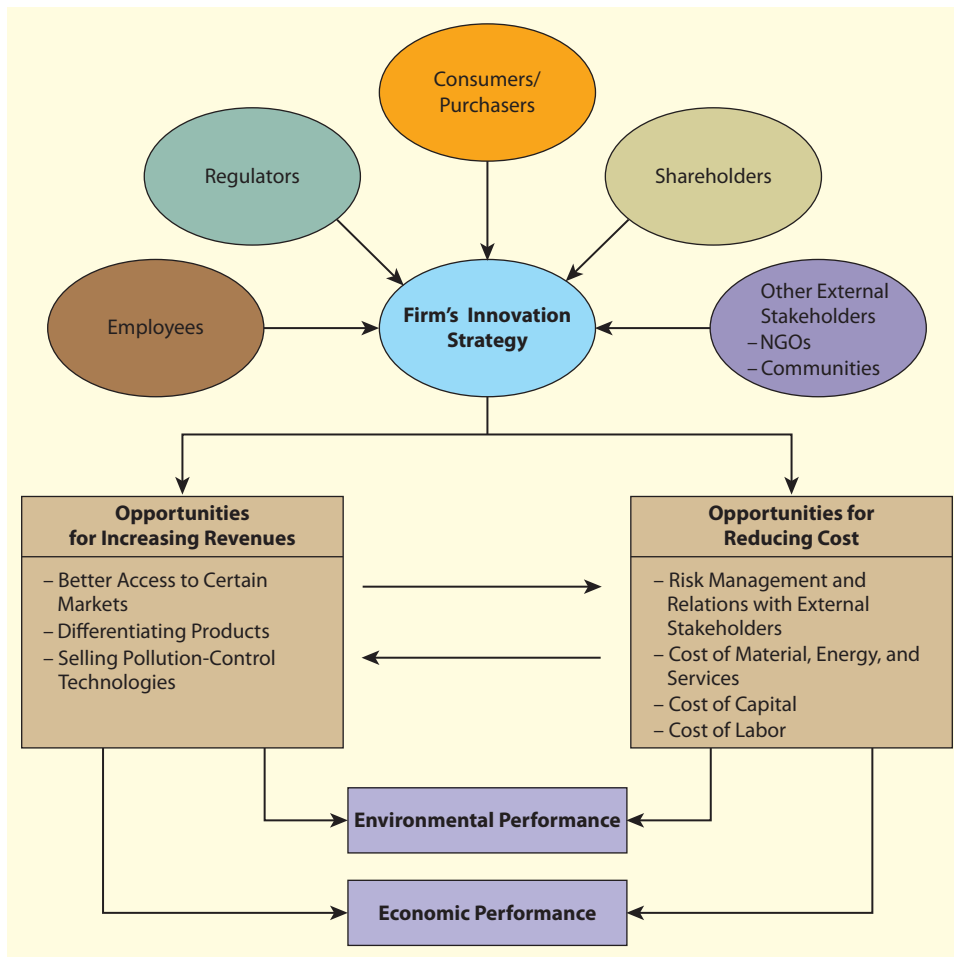 Consumers/
Purchasers
Regulators
Shareholders
Employees
Firm's Innovation
Strategy
Other External
Stakeholders
– NGOs
– Communities
Opportunities
for Increasing Revenues
– Better Access to Certain
Markets
– Differentiating Products
– Selling Pollution-Control
Technologies
Opportunities for
Reducing Cost
– Risk Management and
Relations with External
Stakeholders
– Cost of Material, Energy, and
Services
– Cost of Capital
– Cost of Labor
Environmental Performance
Economic Performance